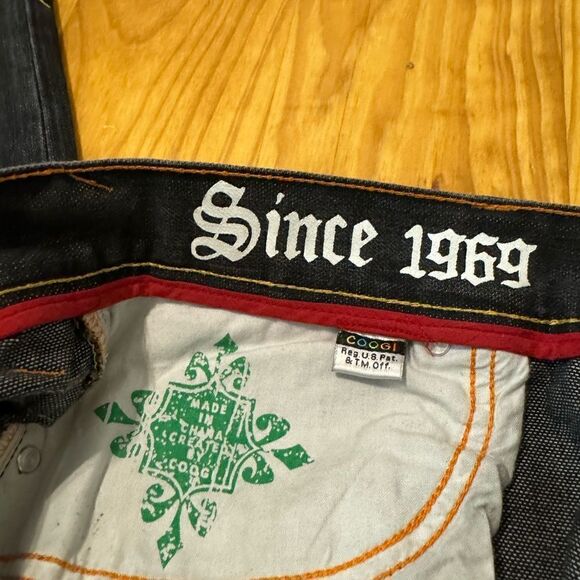 Since 1969
COOGI
Reg. U.S. Pat.
& T.M. Off.
MADE
IN
CHINA
CREATED
BY
COOGI